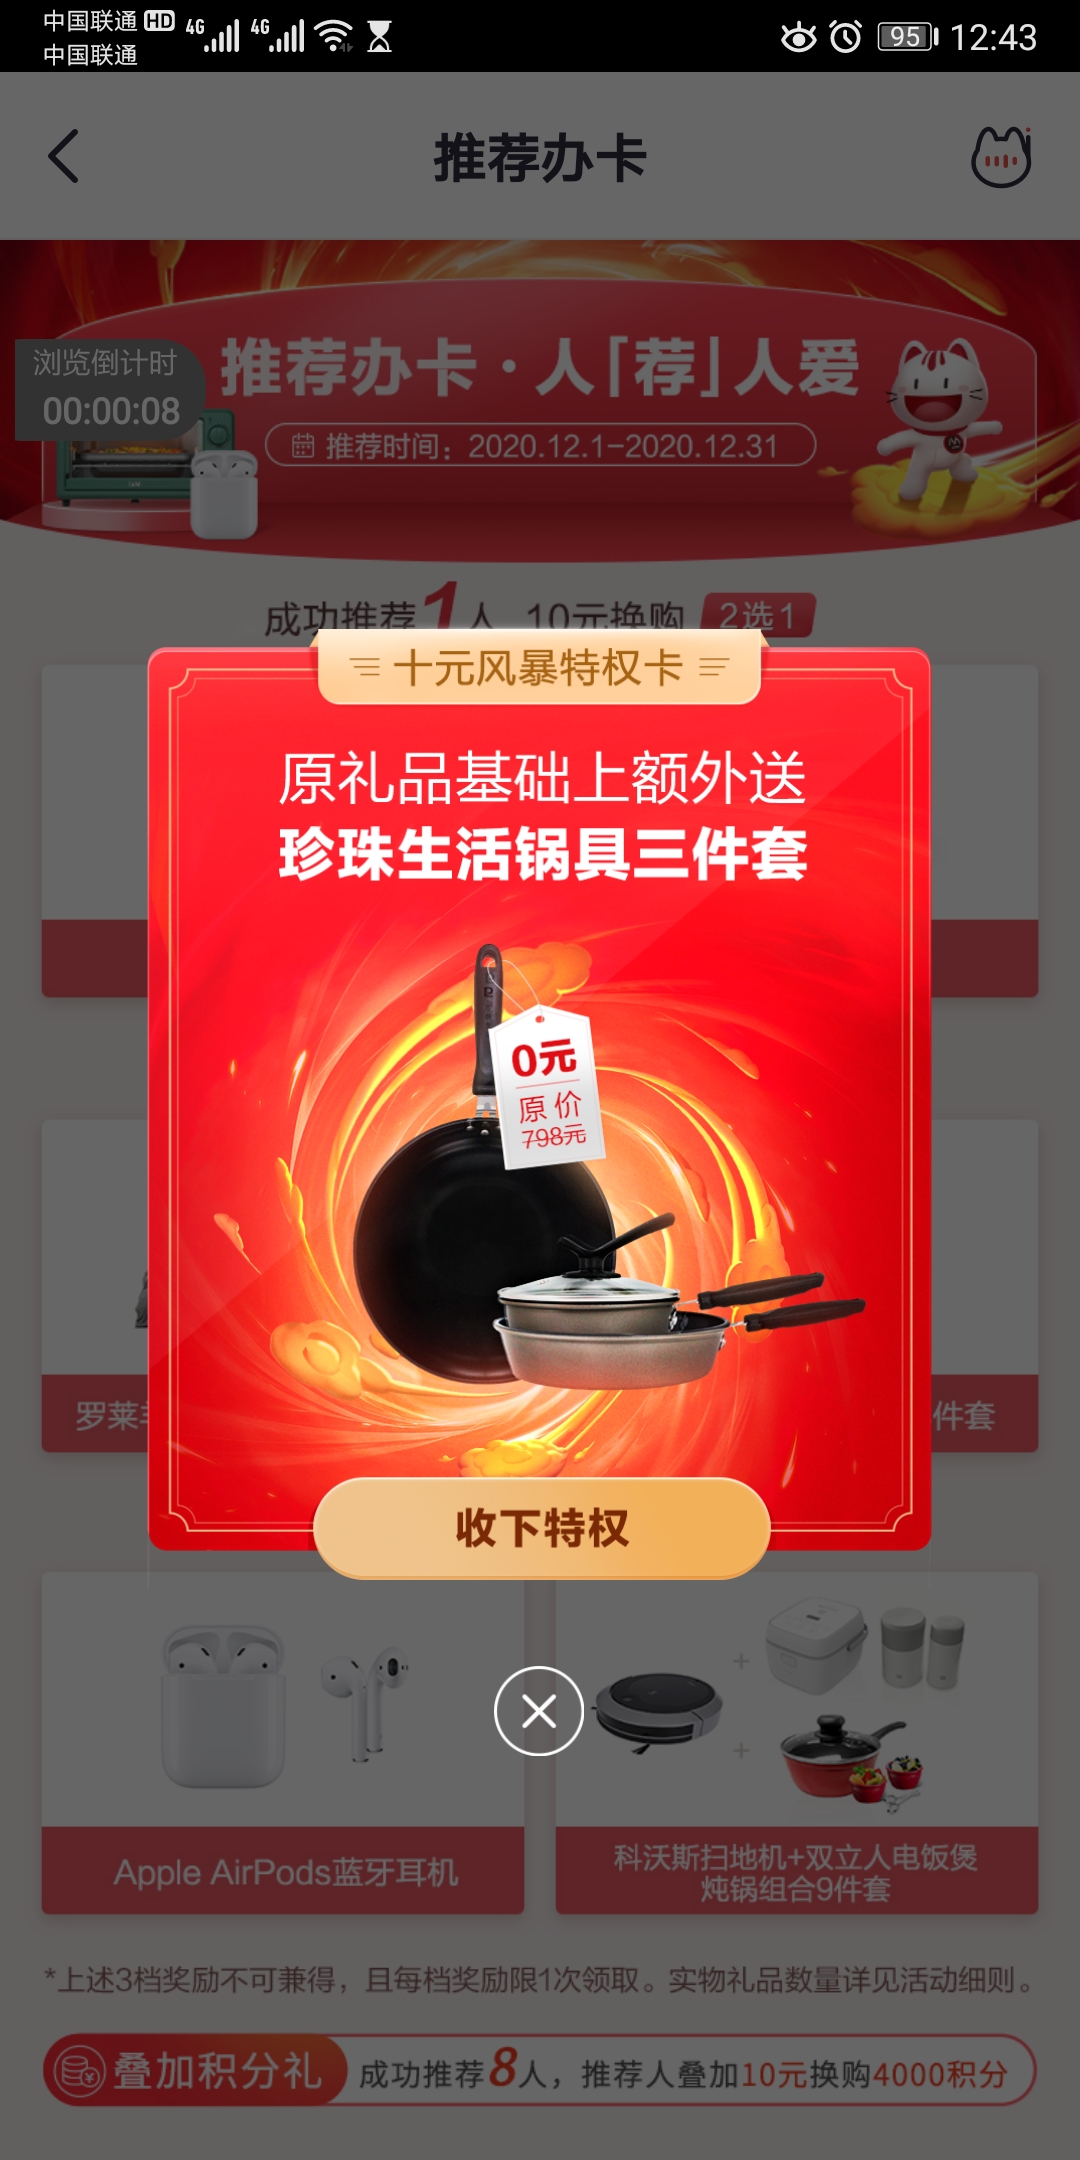 中国联通 HD 4G 4G 95 12:43
中国联通
推荐办卡
推荐办卡·人「荐」人爱
浏览倒计时
00:00:08
推荐时间：2020.12.1-2020.12.31
成功推荐1人 10元换购 2选1
十元风暴特权卡
原礼品基础上额外送
珍珠生活锅具三件套
0元
原价
798元
罗莱
件套
收下特权
Apple AirPods蓝牙耳机
科沃斯扫地机+双立人电饭煲
炖锅组合9件套
*上述3档奖励不可兼得，且每档奖励限1次领取。实物礼品数量详见活动细则。
叠加积分礼 成功推荐8人，推荐人叠加10元换购4000积分